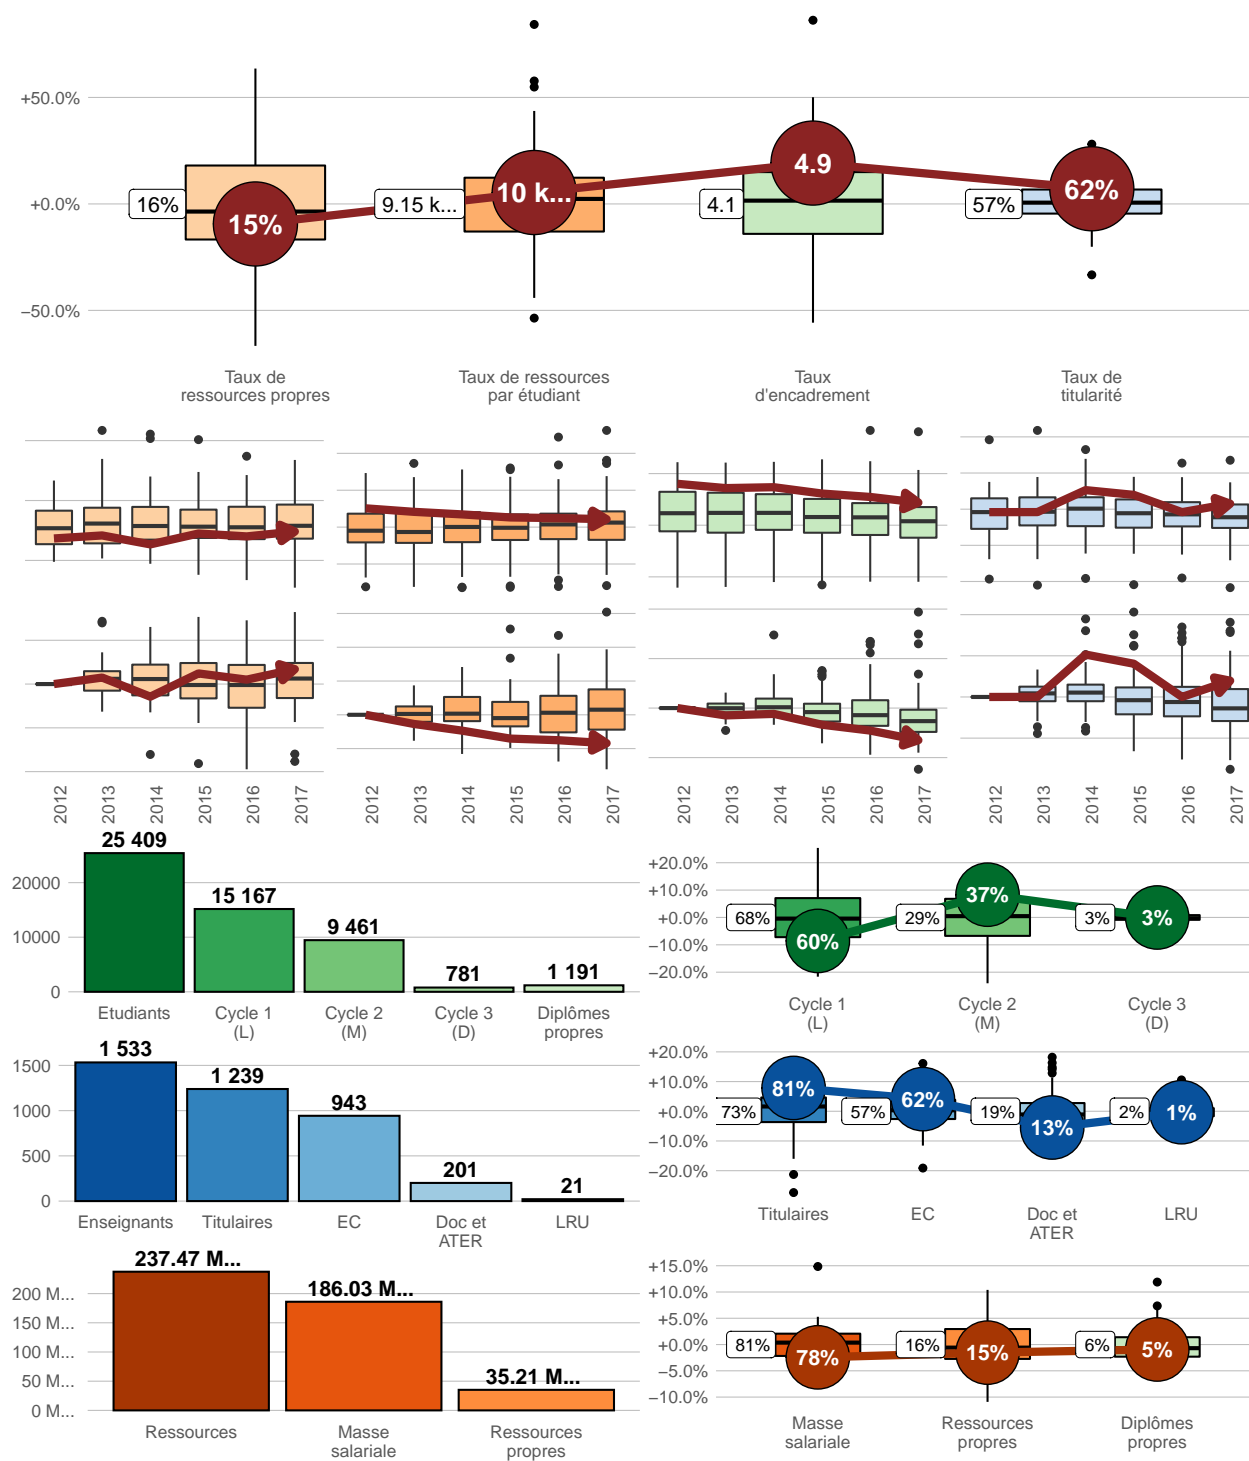 +50.0%
+0.0%
−50.0%
16%
15%
9.15 k...
10 k...
4.1
4.9
57%
62%
Taux de
ressources propres
Taux de ressources
par étudiant
Taux
d'encadrement
Taux de
titularité
2012
2013
2014
2015
2016
2017
2012
2013
2014
2015
2016
2017
2012
2013
2014
2015
2016
2017
2012
2013
2014
2015
2016
2017
20000
10000
0
25 409
15 167
9 461
781
1 191
Etudiants
Cycle 1
(L)
Cycle 2
(M)
Cycle 3
(D)
Diplômes
propres
+20.0%
+10.0%
+0.0%
−10.0%
−20.0%
68%
60%
29%
37%
3%
3%
Cycle 1
(L)
Cycle 2
(M)
Cycle 3
(D)
1500
1000
500
0
1 533
1 239
943
201
21
Enseignants
Titulaires
EC
Doc et
ATER
LRU
+20.0%
+10.0%
+0.0%
−10.0%
−20.0%
73%
81%
57%
62%
19%
13%
2%
1%
Titulaires
EC
Doc et
ATER
LRU
200 M...
150 M...
100 M...
50 M...
0 M...
237.47 M...
186.03 M...
35.21 M...
Ressources
Masse
salariale
Ressources
propres
+15.0%
+10.0%
+5.0%
+0.0%
−5.0%
−10.0%
81%
78%
16%
15%
6%
5%
Masse
salariale
Ressources
propres
Diplômes
propres